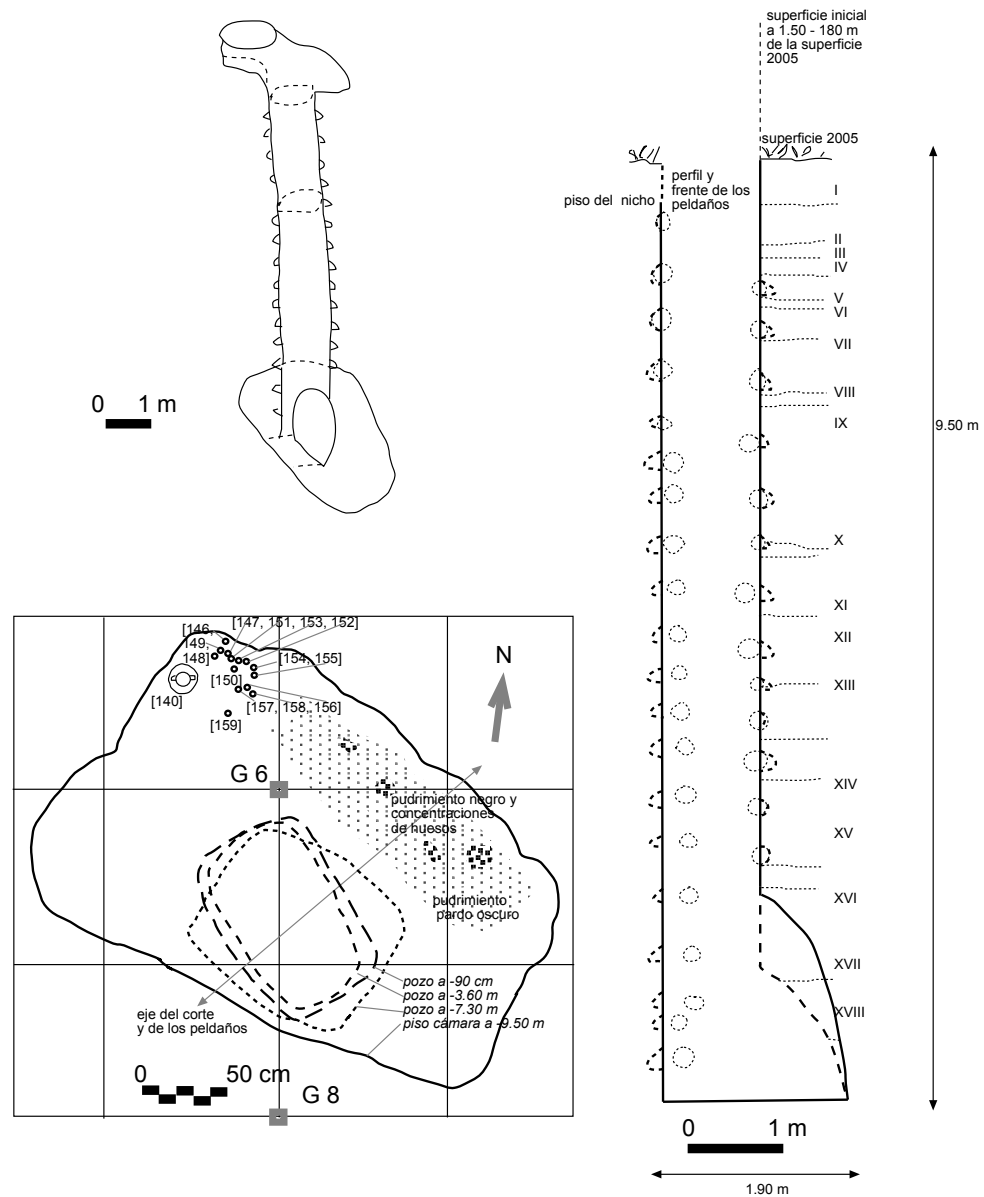 superficie inicial
a 1.50 - 180 m
de la superficie
2005
superficie 2005
perfil y
frente de los
peldaños
piso del nicho
I
II
III
IV
V
VI
VII
VIII
IX
X
XI
XII
XIII
XIV
XV
XVI
XVII
XVIII
9.50 m
0 1 m
1.90 m
0 1 m
[146,
149,
148]
[147, 151, 153, 152]
[154, 155]
[150]
[140]
[157, 158, 156]
[159]
N
G 6
pudrimiento negro y
concentraciones
de huesos
pudrimiento
pardo oscuro
pozo a -90 cm
pozo a -3.60 m
pozo a -7.30 m
piso cámara a -9.50 m
eje del corte
y de los peldaños
0 50 cm
G 8